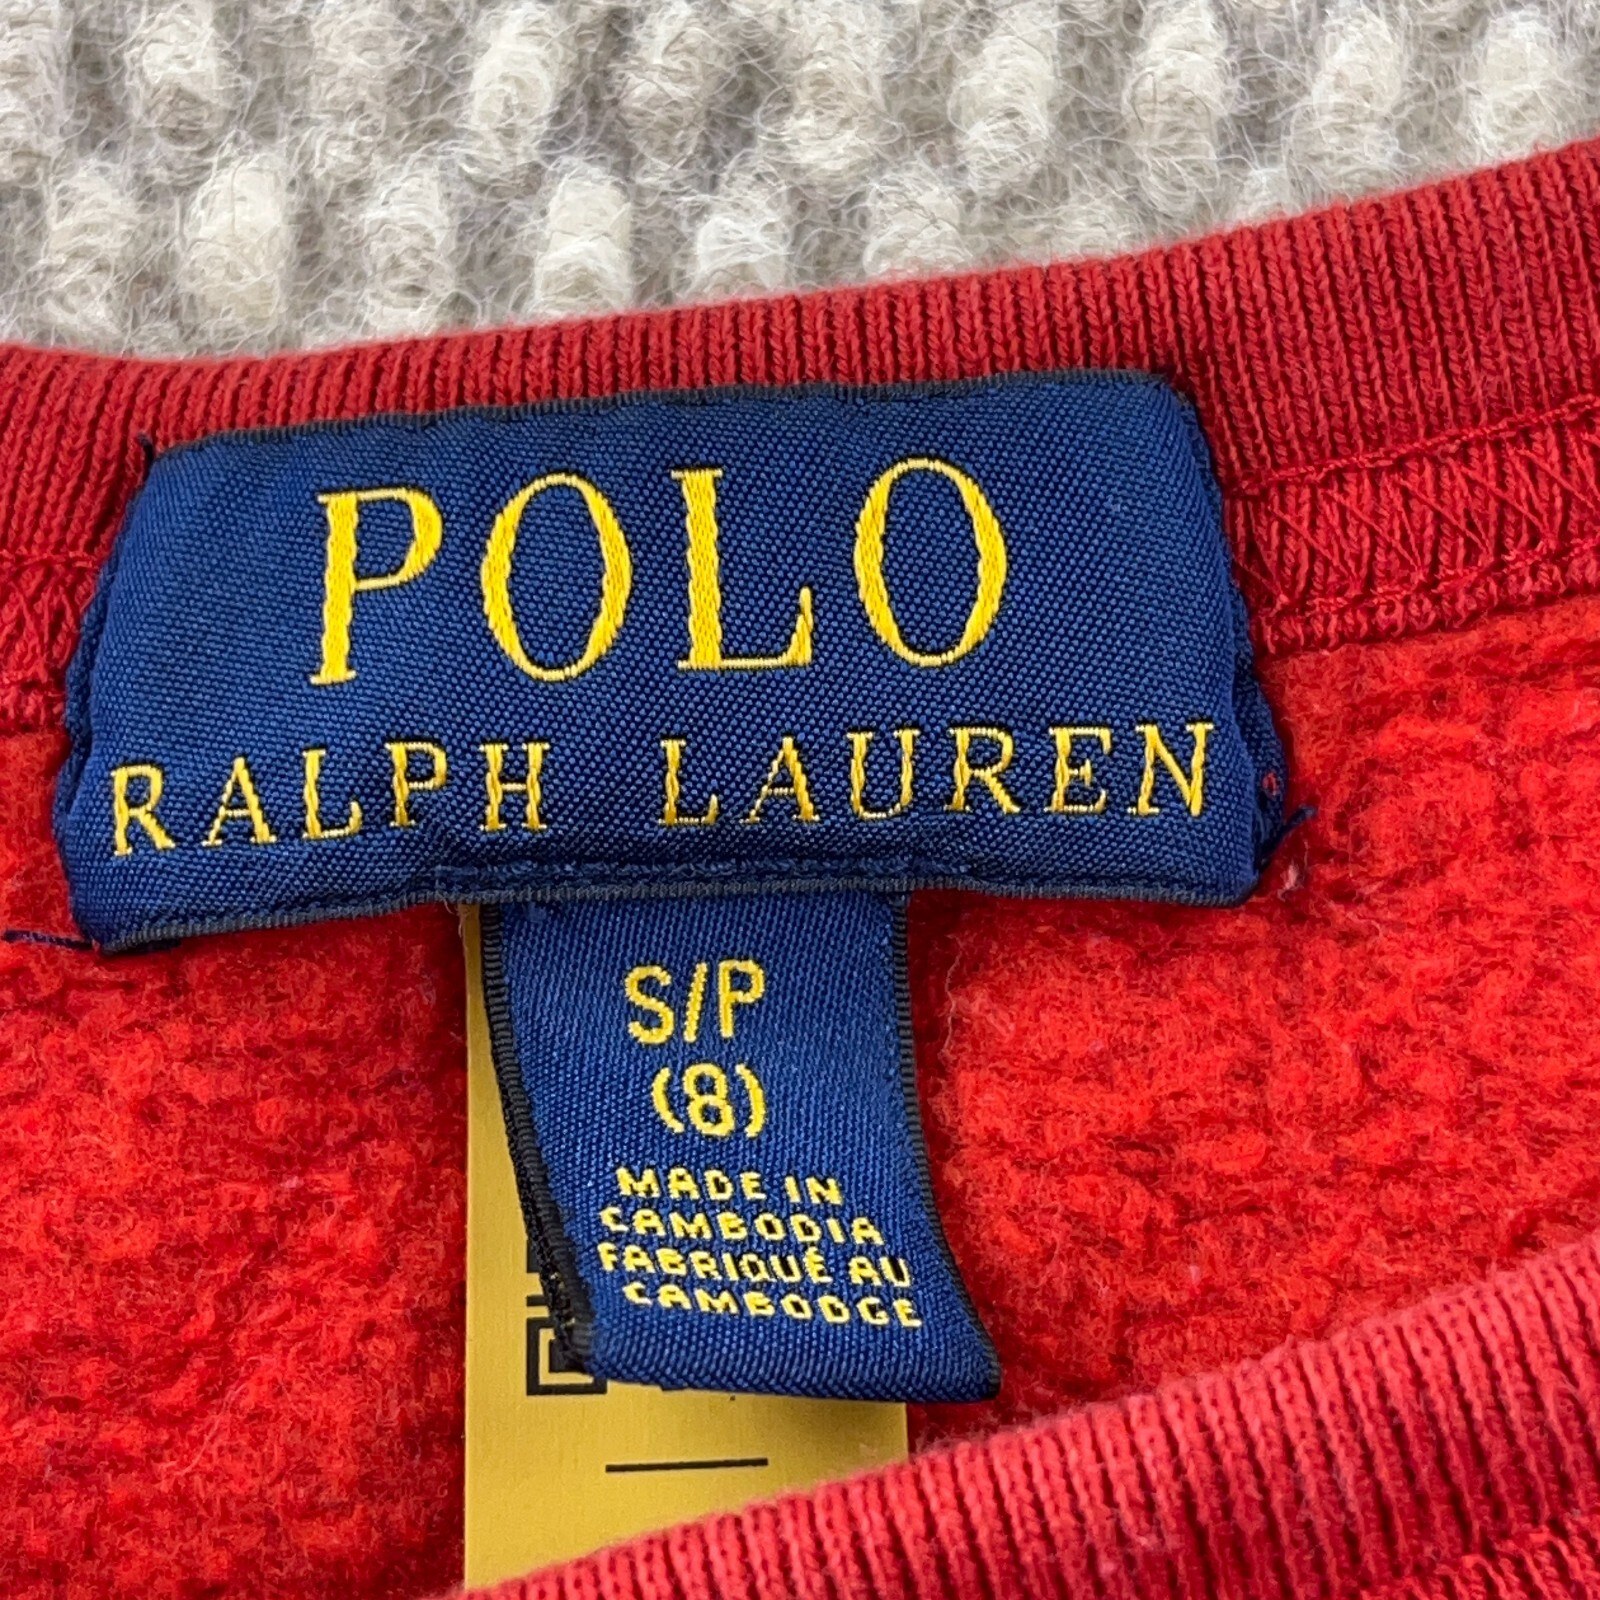 POLO
RALPH LAUREN
S/P
(8)
MADE IN
CAMBODIA
FABRIQUÉ AU
CAMBODGE